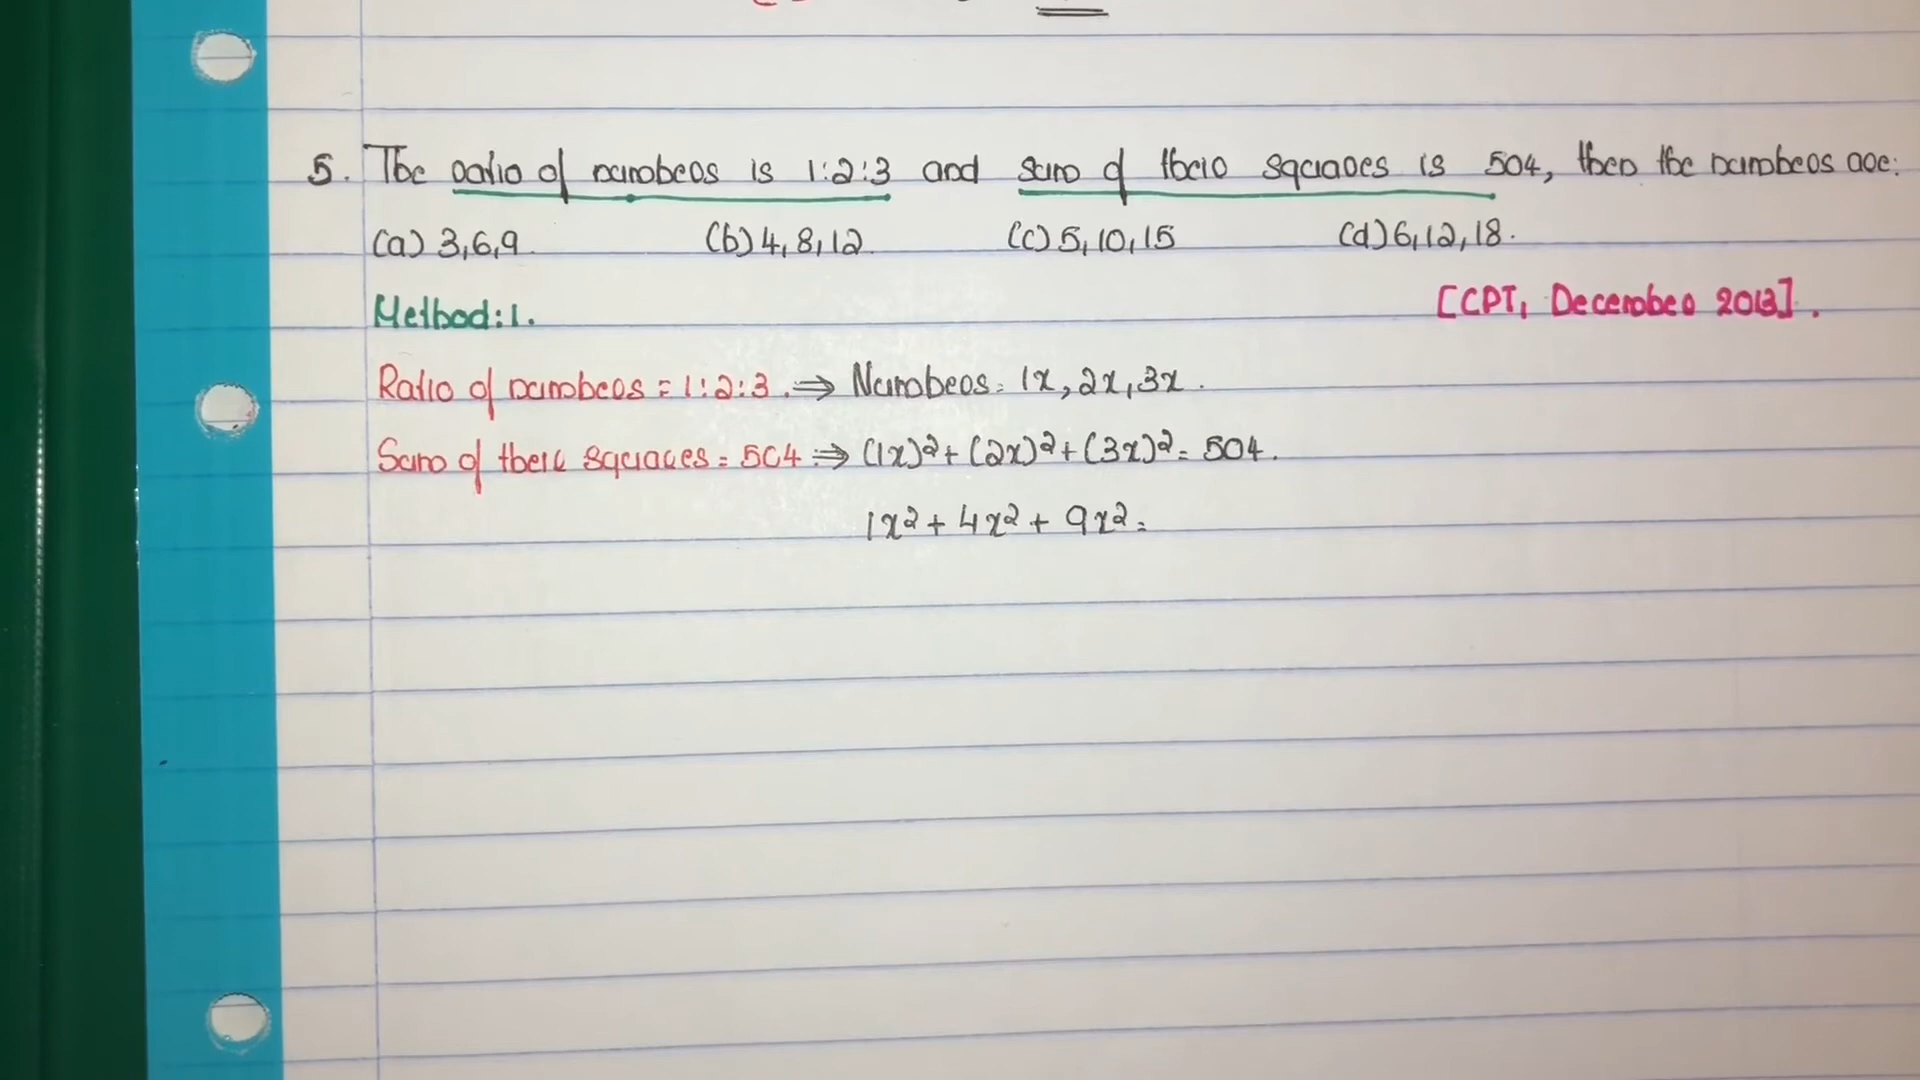 5. The ratio of numbers is 1:2:3 and sum of their squares is 504, then the numbers are:
(a) 3,6,9 (b) 4,8,12 (c) 5,10,15 (d) 6,12,18.
[CPT, December 2013].
Method:1.
Ratio of numbers = 1:2:3. ⇒ Numbers = 1x, 2x, 3x.
Sum of their squares = 504 ⇒ (1x)² + (2x)² + (3x)² = 504.
1x² + 4x² + 9x² =